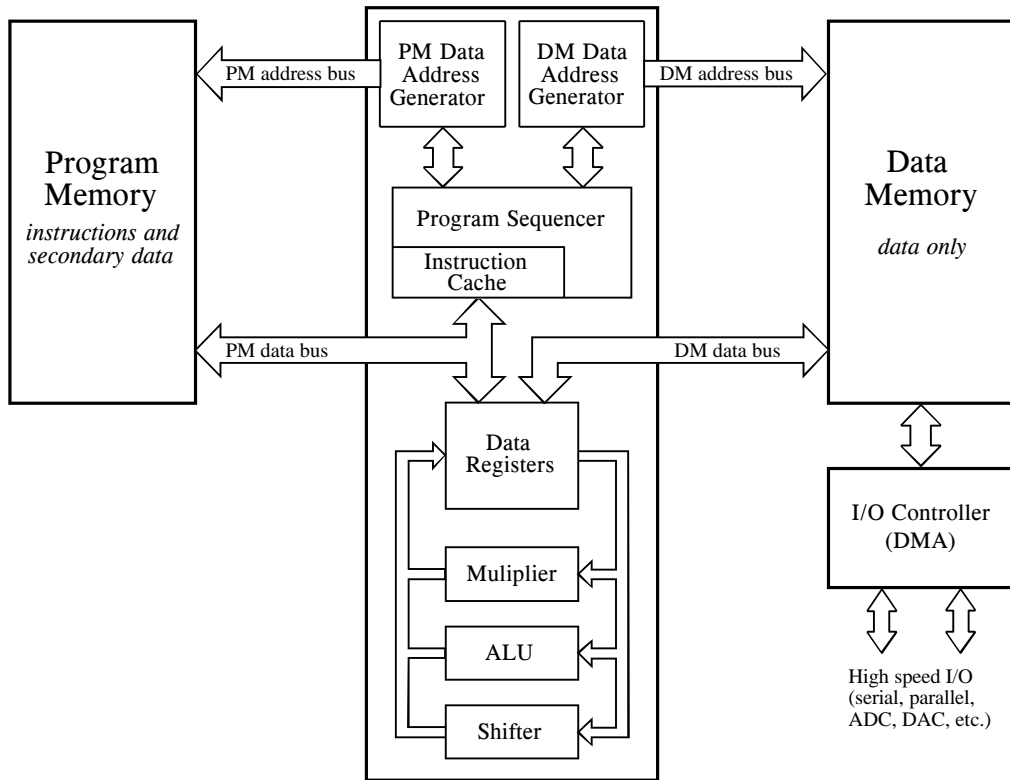 PM Data
Address
Generator
DM Data
Address
Generator
PM address bus
DM address bus
Program
Memory
instructions and
secondary data
Data
Memory
data only
Program Sequencer
Instruction
Cache
PM data bus
DM data bus
Data
Registers
Muliplier
ALU
Shifter
I/O Controller
(DMA)
High speed I/O
(serial, parallel,
ADC, DAC, etc.)